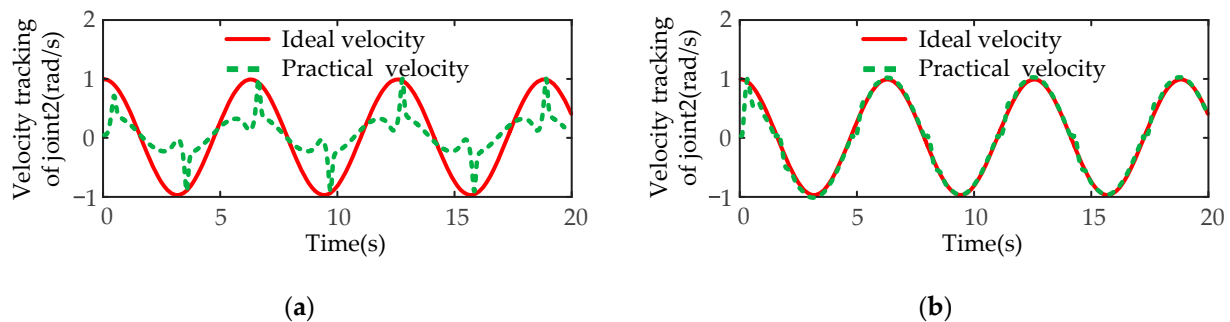 Velocity tracking
of joint2(rad/s)
2
1
0
−1
Ideal velocity
Practical velocity
0 5 10 15 20
Time(s)
(a)
Velocity tracking
of joint2(rad/s)
2
1
0
−1
Ideal velocity
Practical velocity
0 5 10 15 20
Time(s)
(b)